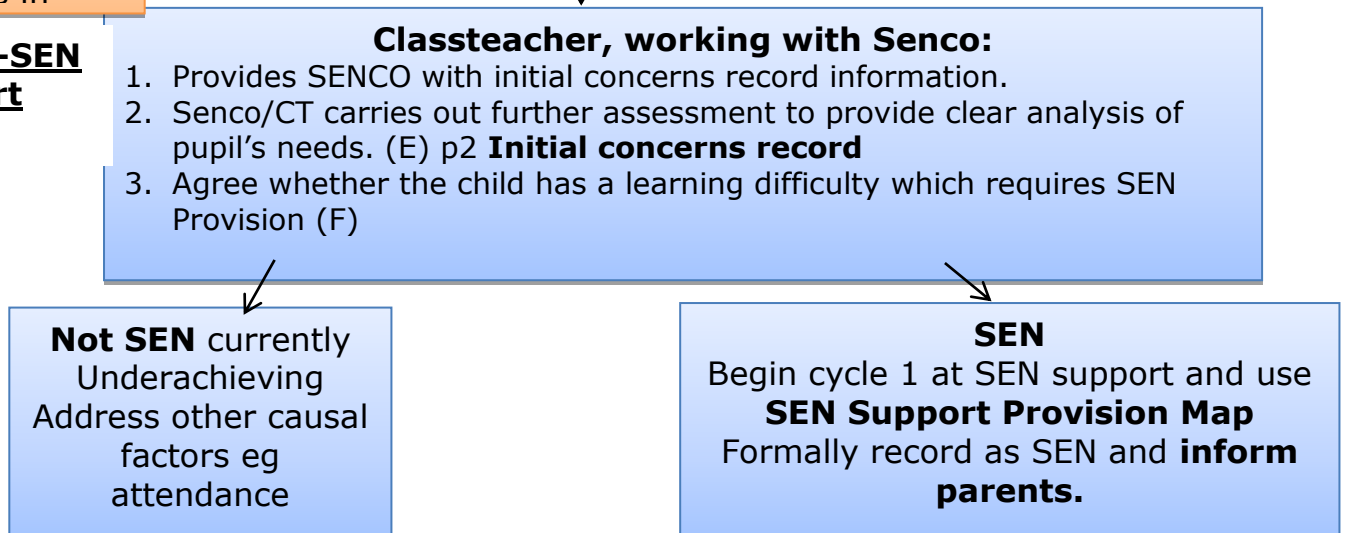 in
Classteacher, working with Senco:
-SEN
rt
1. Provides SENCO with initial concerns record information.
2. Senco/CT carries out further assessment to provide clear analysis of
pupil's needs. (E) p2 Initial concerns record
3. Agree whether the child has a learning difficulty which requires SEN
Provision (F)
Not SEN currently
Underachieving
Address other causal
factors eg
attendance
SEN
Begin cycle 1 at SEN support and use
SEN Support Provision Map
Formally record as SEN and inform
parents.